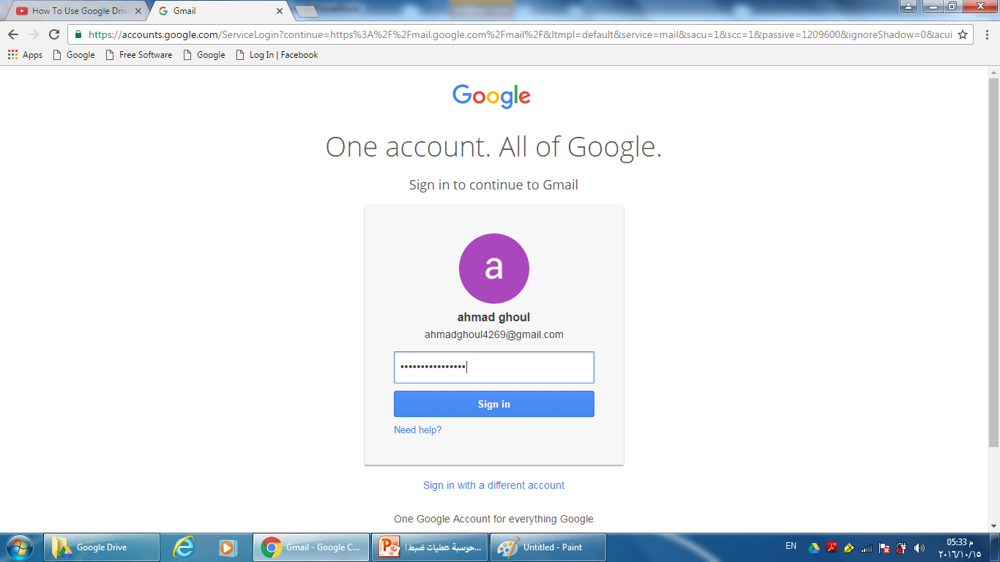 How To Use Google Driv
Gmail
https://accounts.google.com/ServiceLogin?continue=https%3A%2F%2Fmail.google.com%2Fmail%2F&ltmpl=default&service=mail&sacu=1&scc=1&passive=1209600&ignoreShadow=0&acui
Apps
Google
Free Software
Google
Log In | Facebook
Google
One account. All of Google.
Sign in to continue to Gmail
a
ahmad ghoul
ahmadghoul4269@gmail.com
••••••••••••••••
Sign in
Need help?
Sign in with a different account
One Google Account for everything Google
Google Drive
Gmail - Google C...
حوسبة عمليات ضبط ا...
Untitled - Paint
EN
05:33 م
٢٠١٦/١٠/١٥